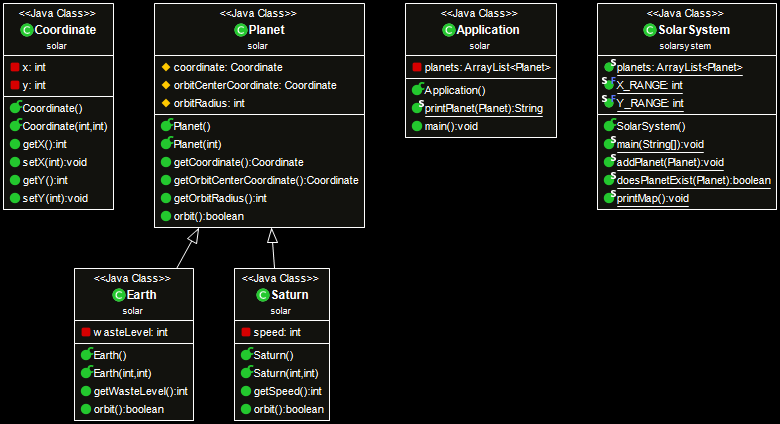 <<Java Class>>
Coordinate
solar
x: int
y: int
Coordinate()
Coordinate(int,int)
getX():int
setX(int):void
getY():int
setY(int):void
<<Java Class>>
Planet
solar
coordinate: Coordinate
orbitCenterCoordinate: Coordinate
orbitRadius: int
Planet()
Planet(int)
getCoordinate():Coordinate
getOrbitCenterCoordinate():Coordinate
getOrbitRadius():int
orbit():boolean
<<Java Class>>
Application
solar
planets: ArrayList<Planet>
Application()
printPlanet(Planet):String
main():void
<<Java Class>>
SolarSystem
solarsystem
planets: ArrayList<Planet>
X_RANGE: int
Y_RANGE: int
SolarSystem()
main(String[]):void
addPlanet(Planet):void
doesPlanetExist(Planet):boolean
printMap():void
<<Java Class>>
Earth
solar
wasteLevel: int
Earth()
Earth(int,int)
getWasteLevel():int
orbit():boolean
<<Java Class>>
Saturn
solar
speed: int
Saturn()
Saturn(int,int)
getSpeed():int
orbit():boolean